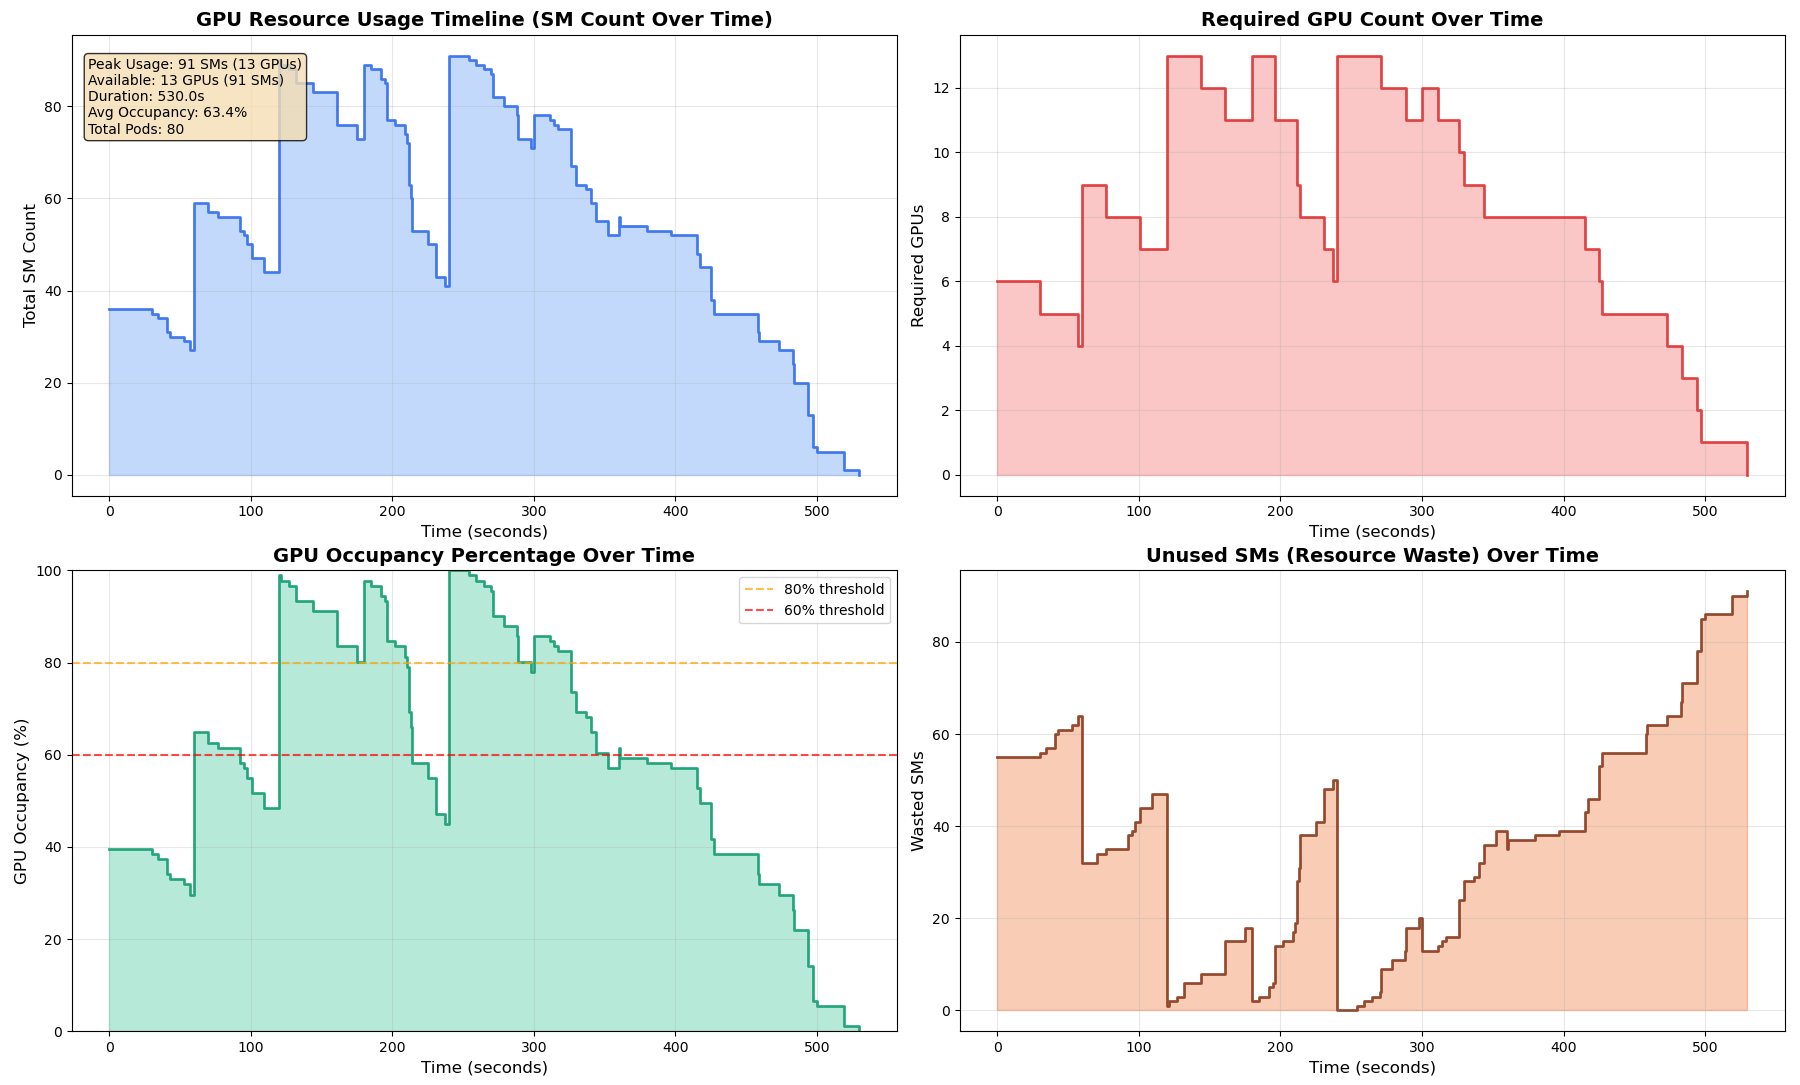 GPU Resource Usage Timeline (SM Count Over Time)
Peak Usage: 91 SMs (13 GPUs)
Available: 13 GPUs (91 SMs)
Duration: 530.0s
Avg Occupancy: 63.4%
Total Pods: 80
Total SM Count
80
60
40
20
0
0 100 200 300 400 500
Time (seconds)
Required GPU Count Over Time
Required GPUs
12
10
8
6
4
2
0
0 100 200 300 400 500
Time (seconds)
GPU Occupancy Percentage Over Time
80% threshold
60% threshold
GPU Occupancy (%)
100
80
60
40
20
0
0 100 200 300 400 500
Time (seconds)
Unused SMs (Resource Waste) Over Time
Wasted SMs
80
60
40
20
0
0 100 200 300 400 500
Time (seconds)